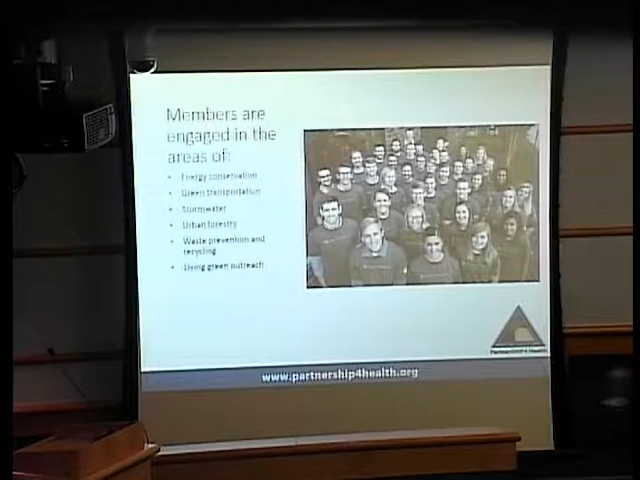 Members are
engaged in the
areas of:
• Energy conservation
• Green transportation
• Stormwater
• Urban forestry
• Waste prevention and
recycling
• Living green outreach
PartnerSHIP4Health
www.partnership4health.org